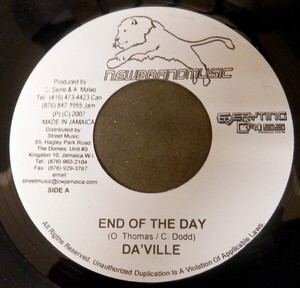 NEWBRANDMUSIC
Produced by
C. Serre & A. Malvo
Tel: (416) 473-4423 Can
(876) 847-1955 Jam
(P) (C) 2007
MADE IN JAMAICA
Distributed by:
Street Music
85, Hagley Park Road
The Domes, Unit#3
Kingston 10, Jamaica W.I
Tel: (876) 960-2104
Fax: (876) 929-3767
Email:
streetmusic@cwjamaica.com
SIDE A
EVERYTING
CRISS
PRODUCTIONS
END OF THE DAY
(O. Thomas / C. Dodd)
DA'VILLE
All Rights Reserved, Unauthorized Duplication Is A Violation Of Applicable Laws